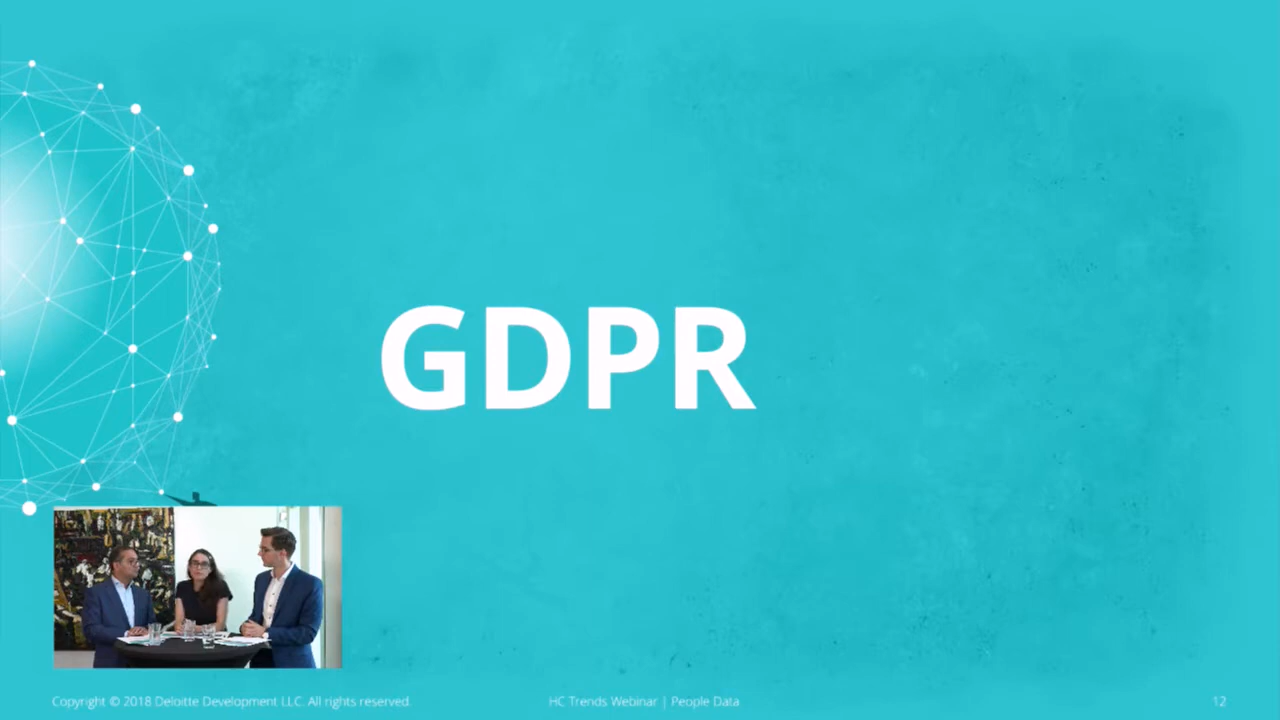 GDPR
Copyright © 2018 Deloitte Development LLC. All rights reserved.
HC Trends Webinar | People Data
12